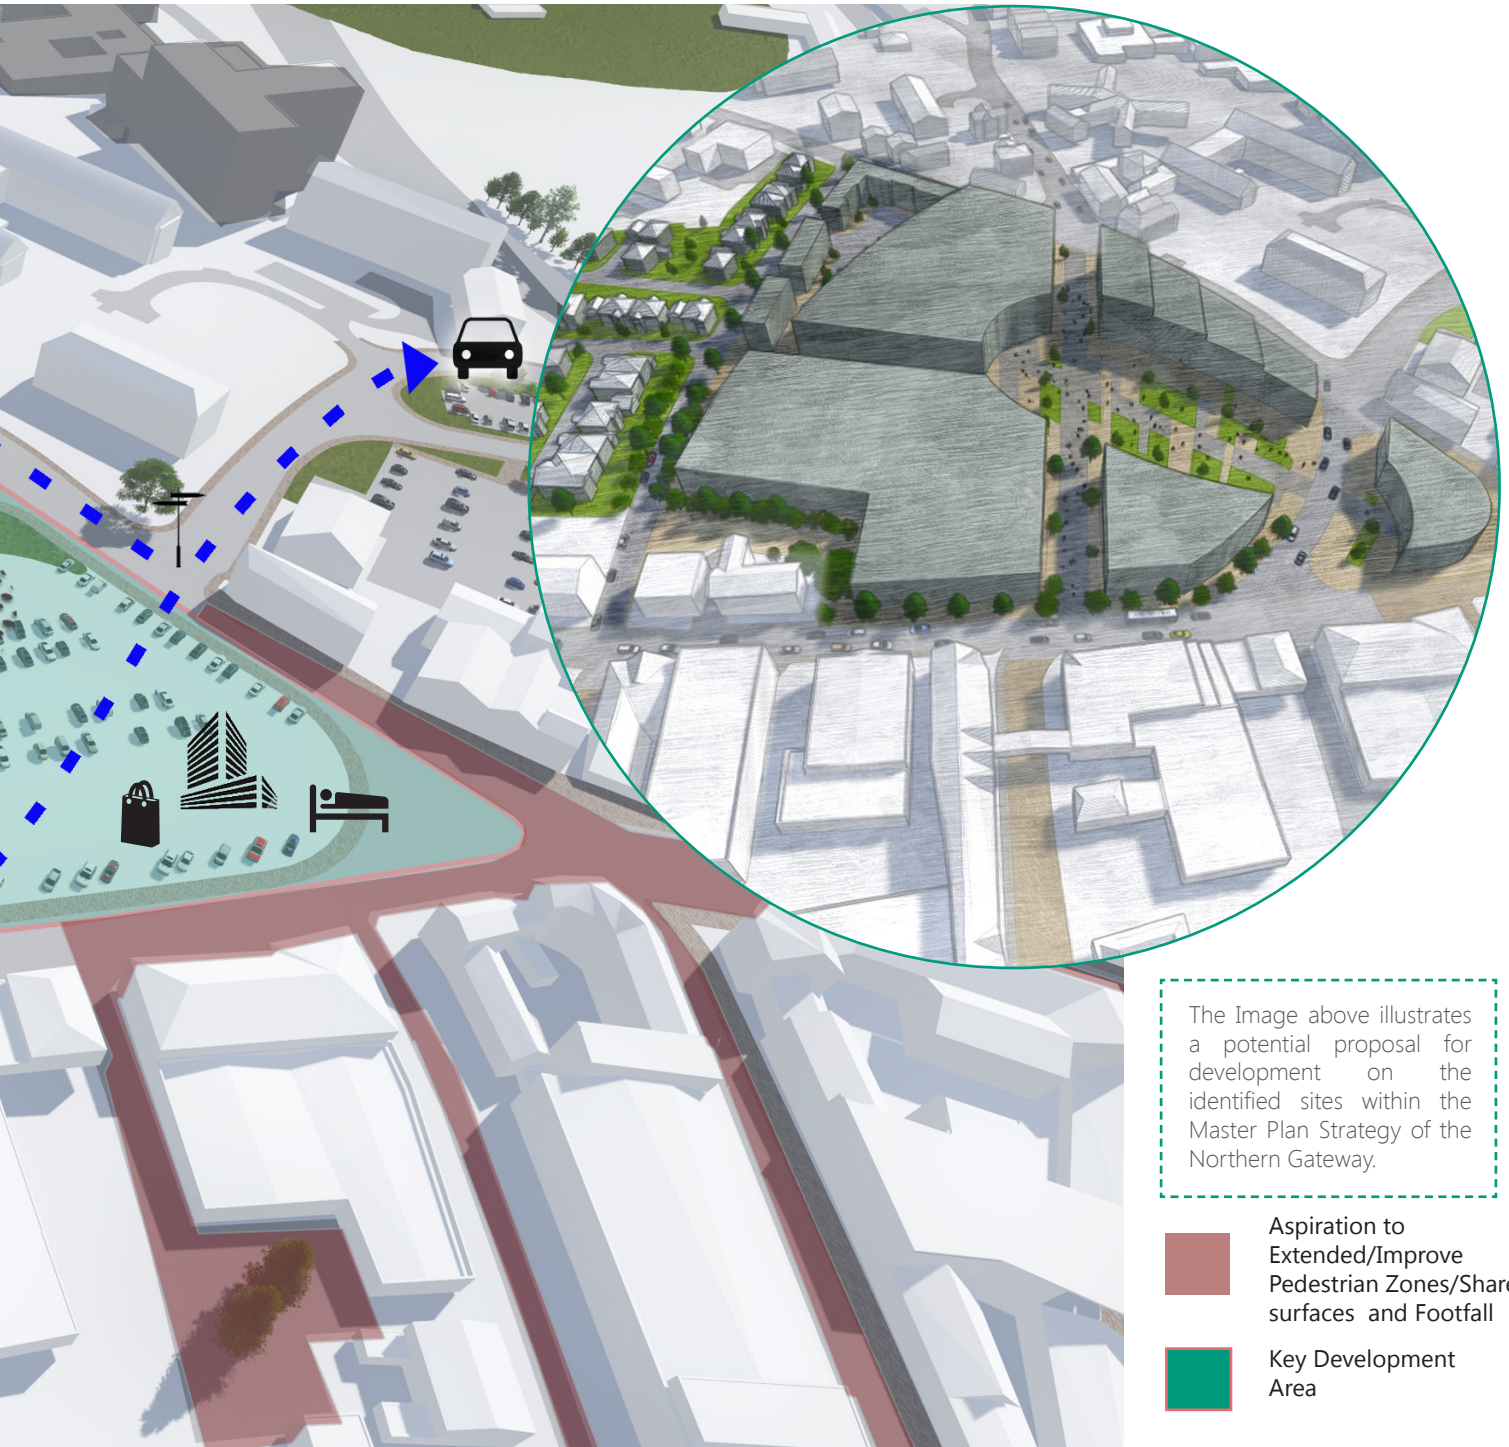 The Image above illustrates
a potential proposal for
development on the
identified sites within the
Master Plan Strategy of the
Northern Gateway.
Aspiration to
Extended/Improve
Pedestrian Zones/Share
surfaces and Footfall
Key Development
Area